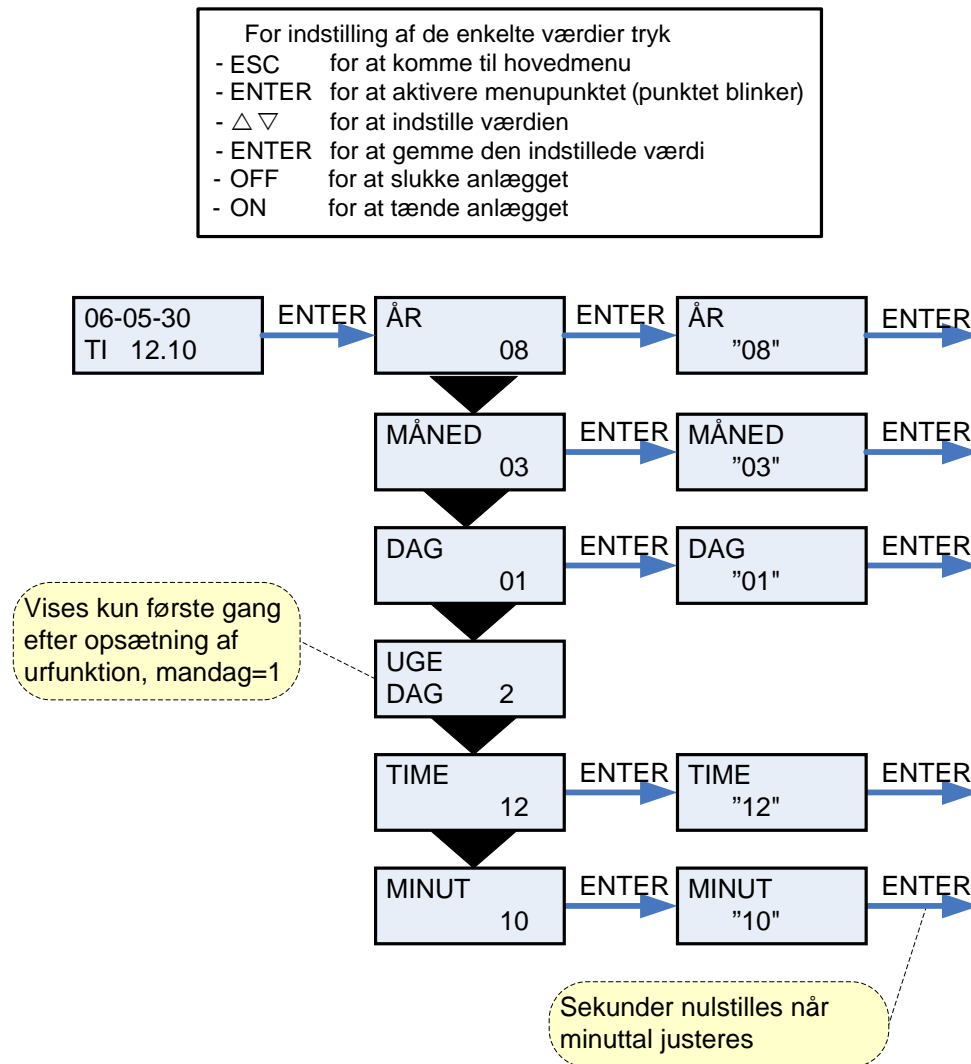 For indstilling af de enkelte værdier tryk
- ESC for at komme til hovedmenu
- ENTER for at aktivere menupunktet (punktet blinker)
- △▽ for at indstille værdien
- ENTER for at gemme den indstillede værdi
- OFF for at slukke anlægget
- ON for at tænde anlægget
06-05-30
TI 12.10
ENTER
ÅR
08
ENTER
ÅR
"08"
ENTER
MÅNED
03
ENTER
MÅNED
"03"
ENTER
DAG
01
ENTER
DAG
"01"
ENTER
Vises kun første gang
efter opsætning af
urfunktion, mandag=1
UGE
DAG 2
TIME
12
ENTER
TIME
"12"
ENTER
MINUT
10
ENTER
MINUT
"10"
ENTER
Sekunder nulstilles når
minuttal justeres